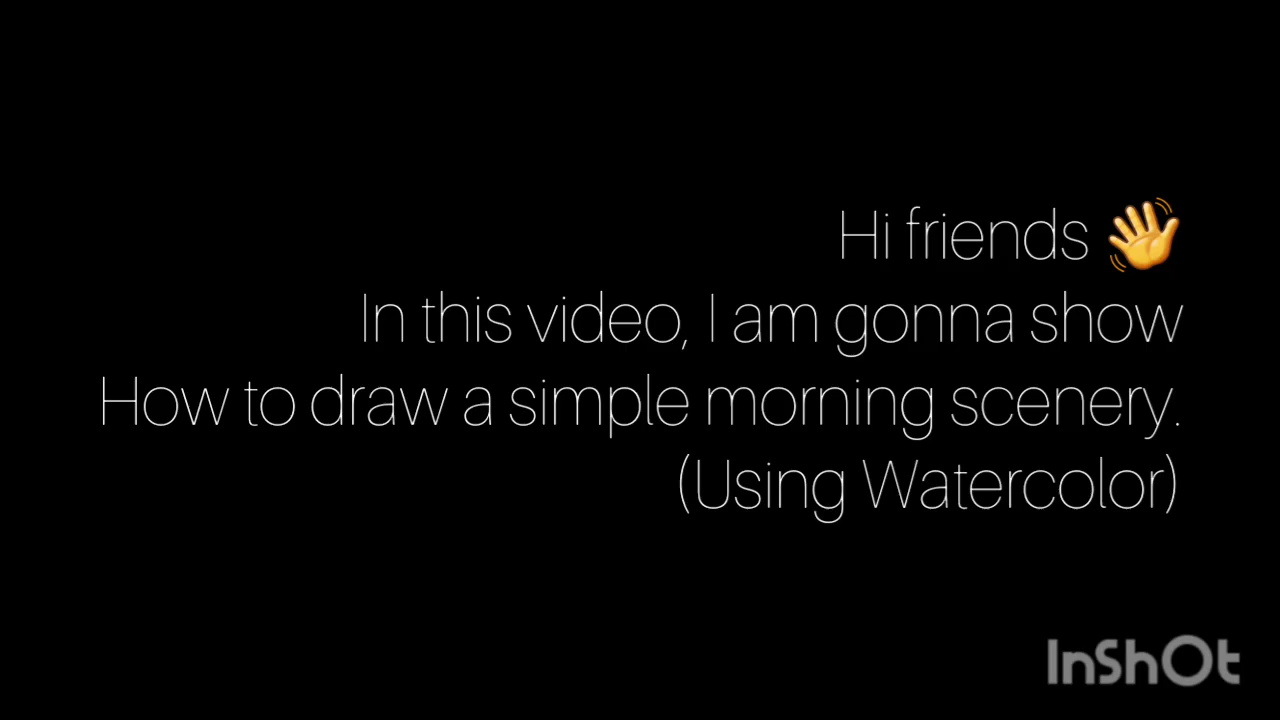 Hi friends 👋
In this video, I am gonna show
How to draw a simple morning scenery.
(Using Watercolor)
InShOt